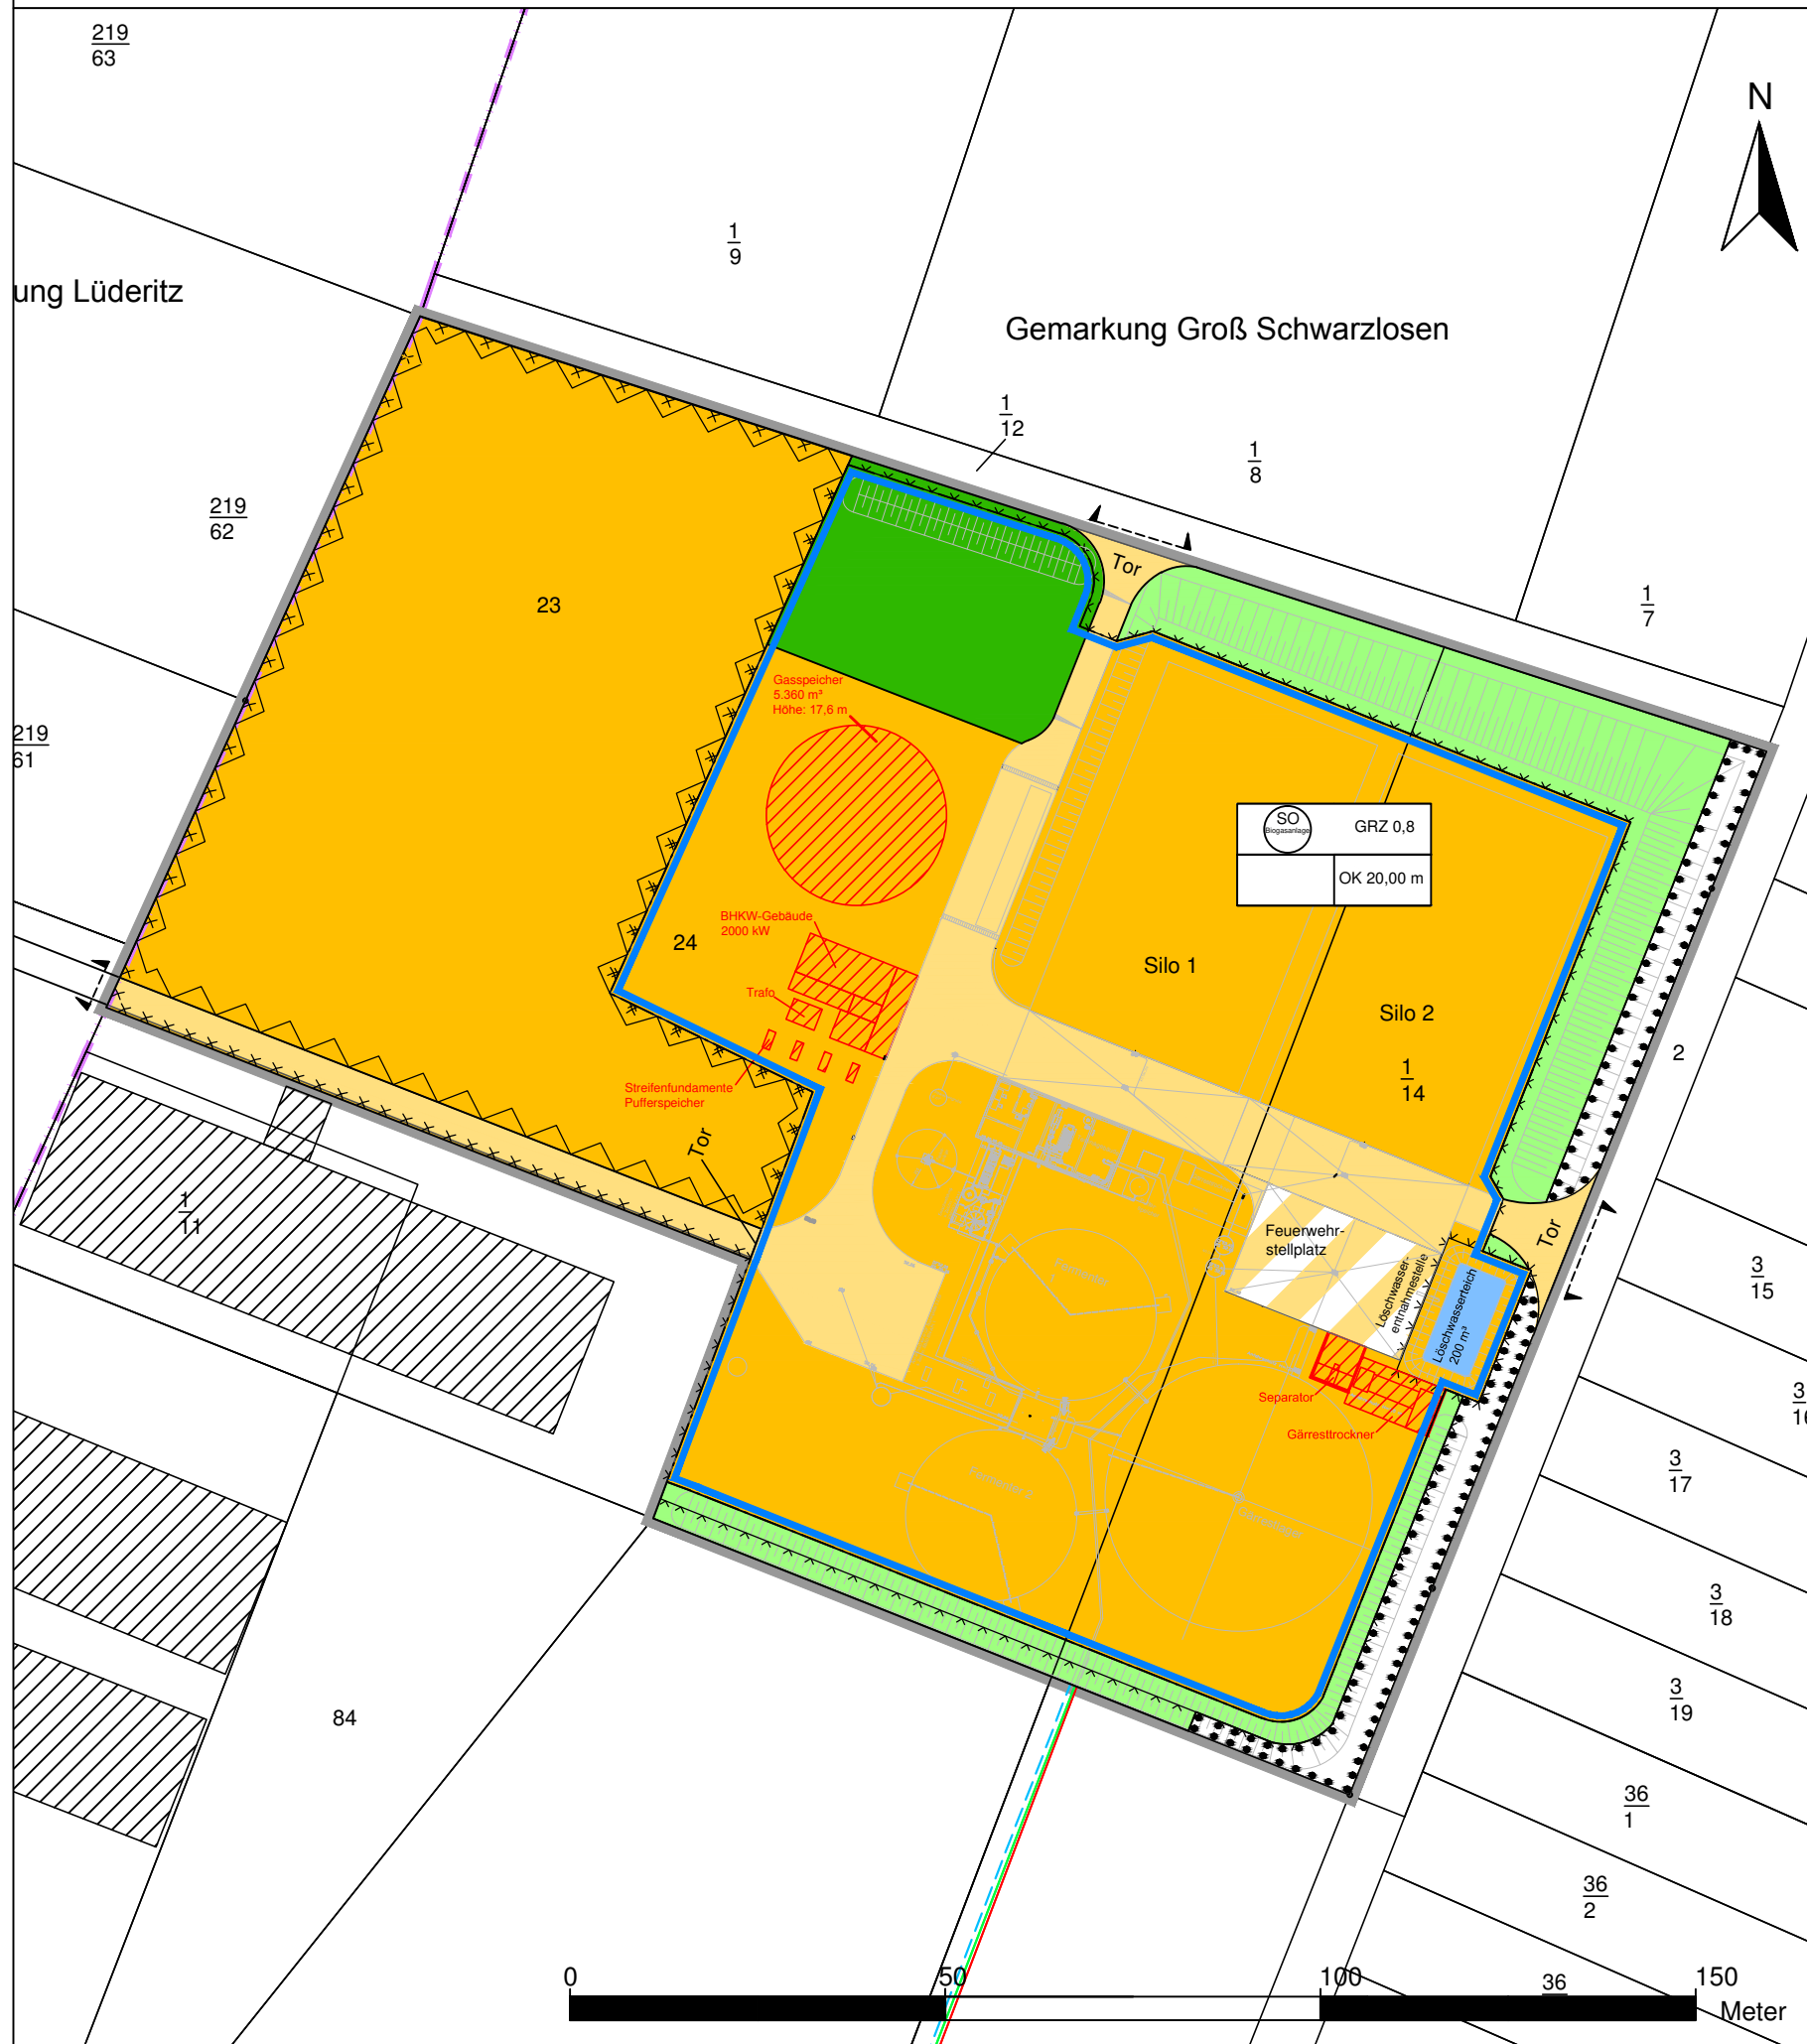 219
63
N
1
9
ung Lüderitz
Gemarkung Groß Schwarzlosen
1
12
1
8
219
62
Tor
23
1
7
Gasspeicher
5.360 m³
Höhe: 17,6 m
219
61
SO
Biogasanlage
GRZ 0,8
OK 20,00 m
BHKW-Gebäude
2000 kW
24
Silo 1
Trafo
Silo 2
2
1
14
Streifenfundamente
Pufferspeicher
Tor
1
11
Feuerwehr-
stellplatz
Tor
Löschwasser-
entnahmestelle
Löschwasserteich
200 m³
Fermenter
3
15
Separator
3
16
Gärresttrockner
3
17
Fermenter 2
3
18
3
19
84
36
1
36
2
36
0
50
100
150
Meter